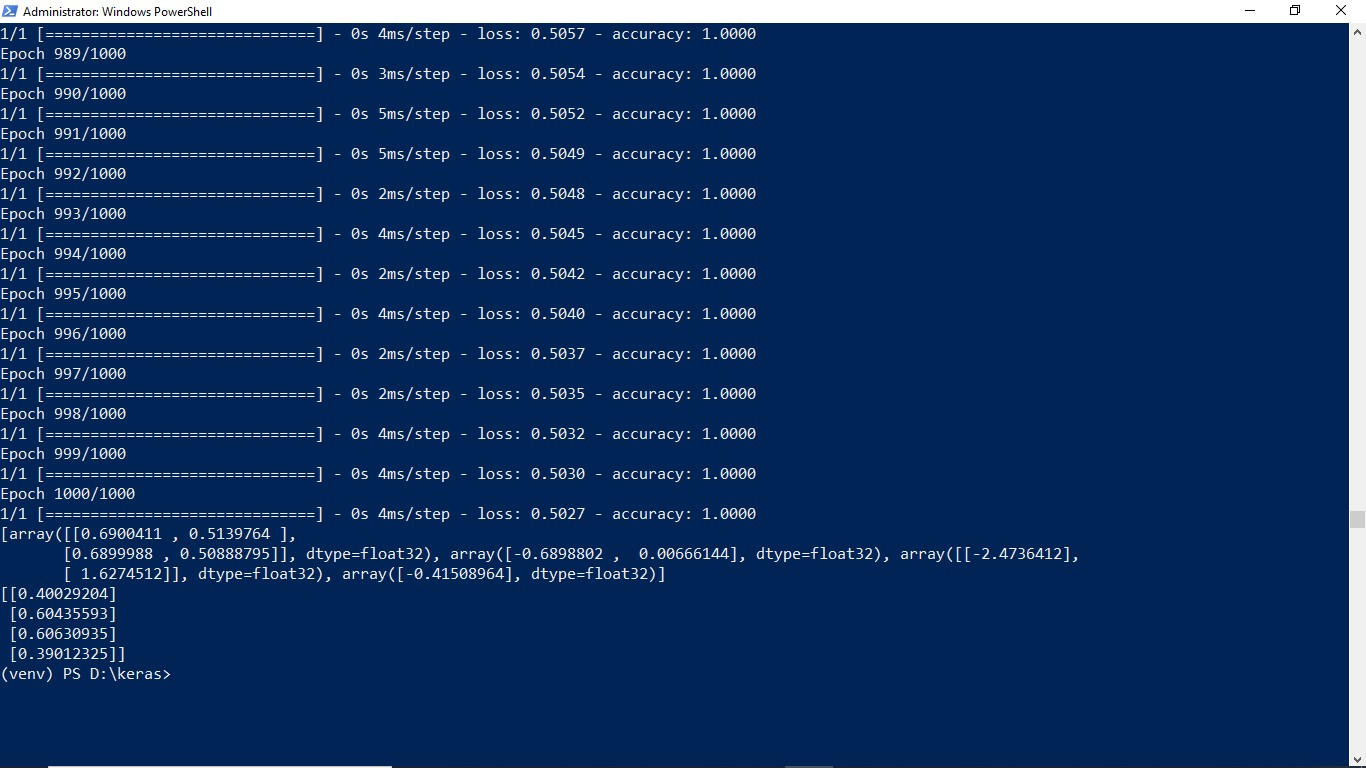 Administrator: Windows PowerShell
1/1 [==============================] - 0s 4ms/step - loss: 0.5057 - accuracy: 1.0000
Epoch 989/1000
1/1 [==============================] - 0s 3ms/step - loss: 0.5054 - accuracy: 1.0000
Epoch 990/1000
1/1 [==============================] - 0s 5ms/step - loss: 0.5052 - accuracy: 1.0000
Epoch 991/1000
1/1 [==============================] - 0s 5ms/step - loss: 0.5049 - accuracy: 1.0000
Epoch 992/1000
1/1 [==============================] - 0s 2ms/step - loss: 0.5048 - accuracy: 1.0000
Epoch 993/1000
1/1 [==============================] - 0s 4ms/step - loss: 0.5045 - accuracy: 1.0000
Epoch 994/1000
1/1 [==============================] - 0s 2ms/step - loss: 0.5042 - accuracy: 1.0000
Epoch 995/1000
1/1 [==============================] - 0s 4ms/step - loss: 0.5040 - accuracy: 1.0000
Epoch 996/1000
1/1 [==============================] - 0s 2ms/step - loss: 0.5037 - accuracy: 1.0000
Epoch 997/1000
1/1 [==============================] - 0s 2ms/step - loss: 0.5035 - accuracy: 1.0000
Epoch 998/1000
1/1 [==============================] - 0s 4ms/step - loss: 0.5032 - accuracy: 1.0000
Epoch 999/1000
1/1 [==============================] - 0s 4ms/step - loss: 0.5030 - accuracy: 1.0000
Epoch 1000/1000
1/1 [==============================] - 0s 4ms/step - loss: 0.5027 - accuracy: 1.0000
[array([[0.6900411 , 0.5139764 ],
       [0.6899988 , 0.50888795]], dtype=float32), array([-0.6898802 ,  0.00666144], dtype=float32), array([[-2.4736412],
       [ 1.6274512]], dtype=float32), array([-0.41508964], dtype=float32)]
[[0.40029204]
 [0.60435593]
 [0.60630935]
 [0.39012325]]
(venv) PS D:\keras>